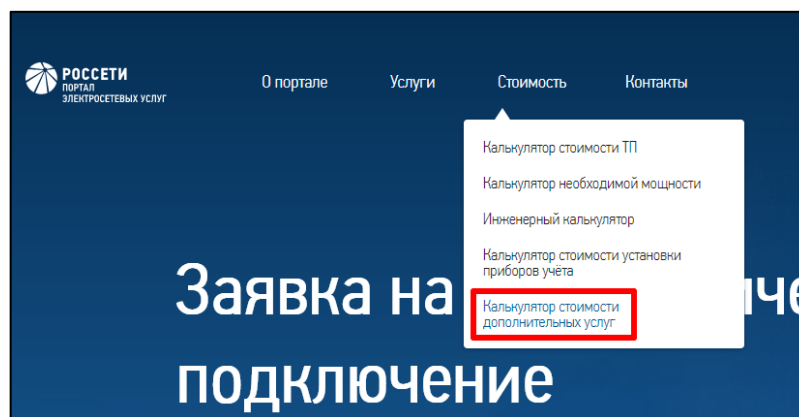 РОССЕТИ
ПОРТАЛ
ЭЛЕКТРОСЕТЕВЫХ УСЛУГ
О портале Услуги Стоимость Контакты
Калькулятор стоимости ТП
Калькулятор необходимой мощности
Инженерный калькулятор
Калькулятор стоимости установки
приборов учёта
Калькулятор стоимости
дополнительных услуг
Заявка на
подключение